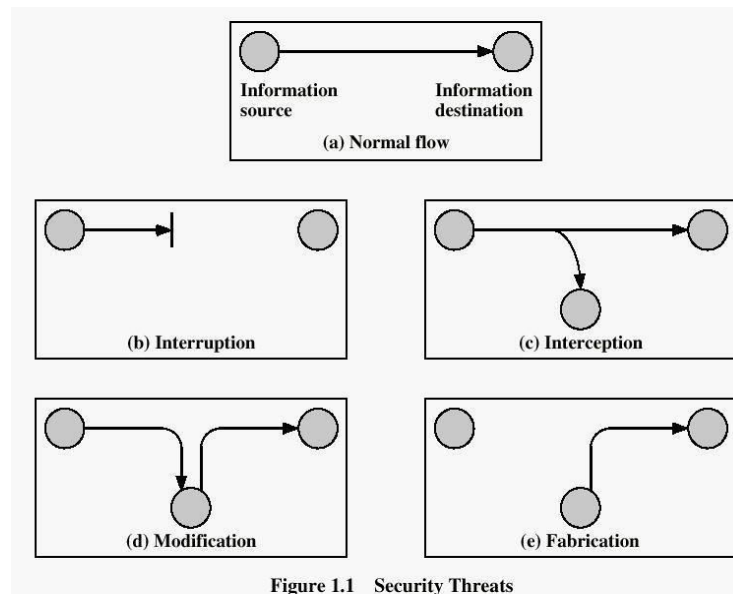 Information source
Information destination
(a) Normal flow
(b) Interruption
(c) Interception
(d) Modification
(e) Fabrication
Figure 1.1 Security Threats